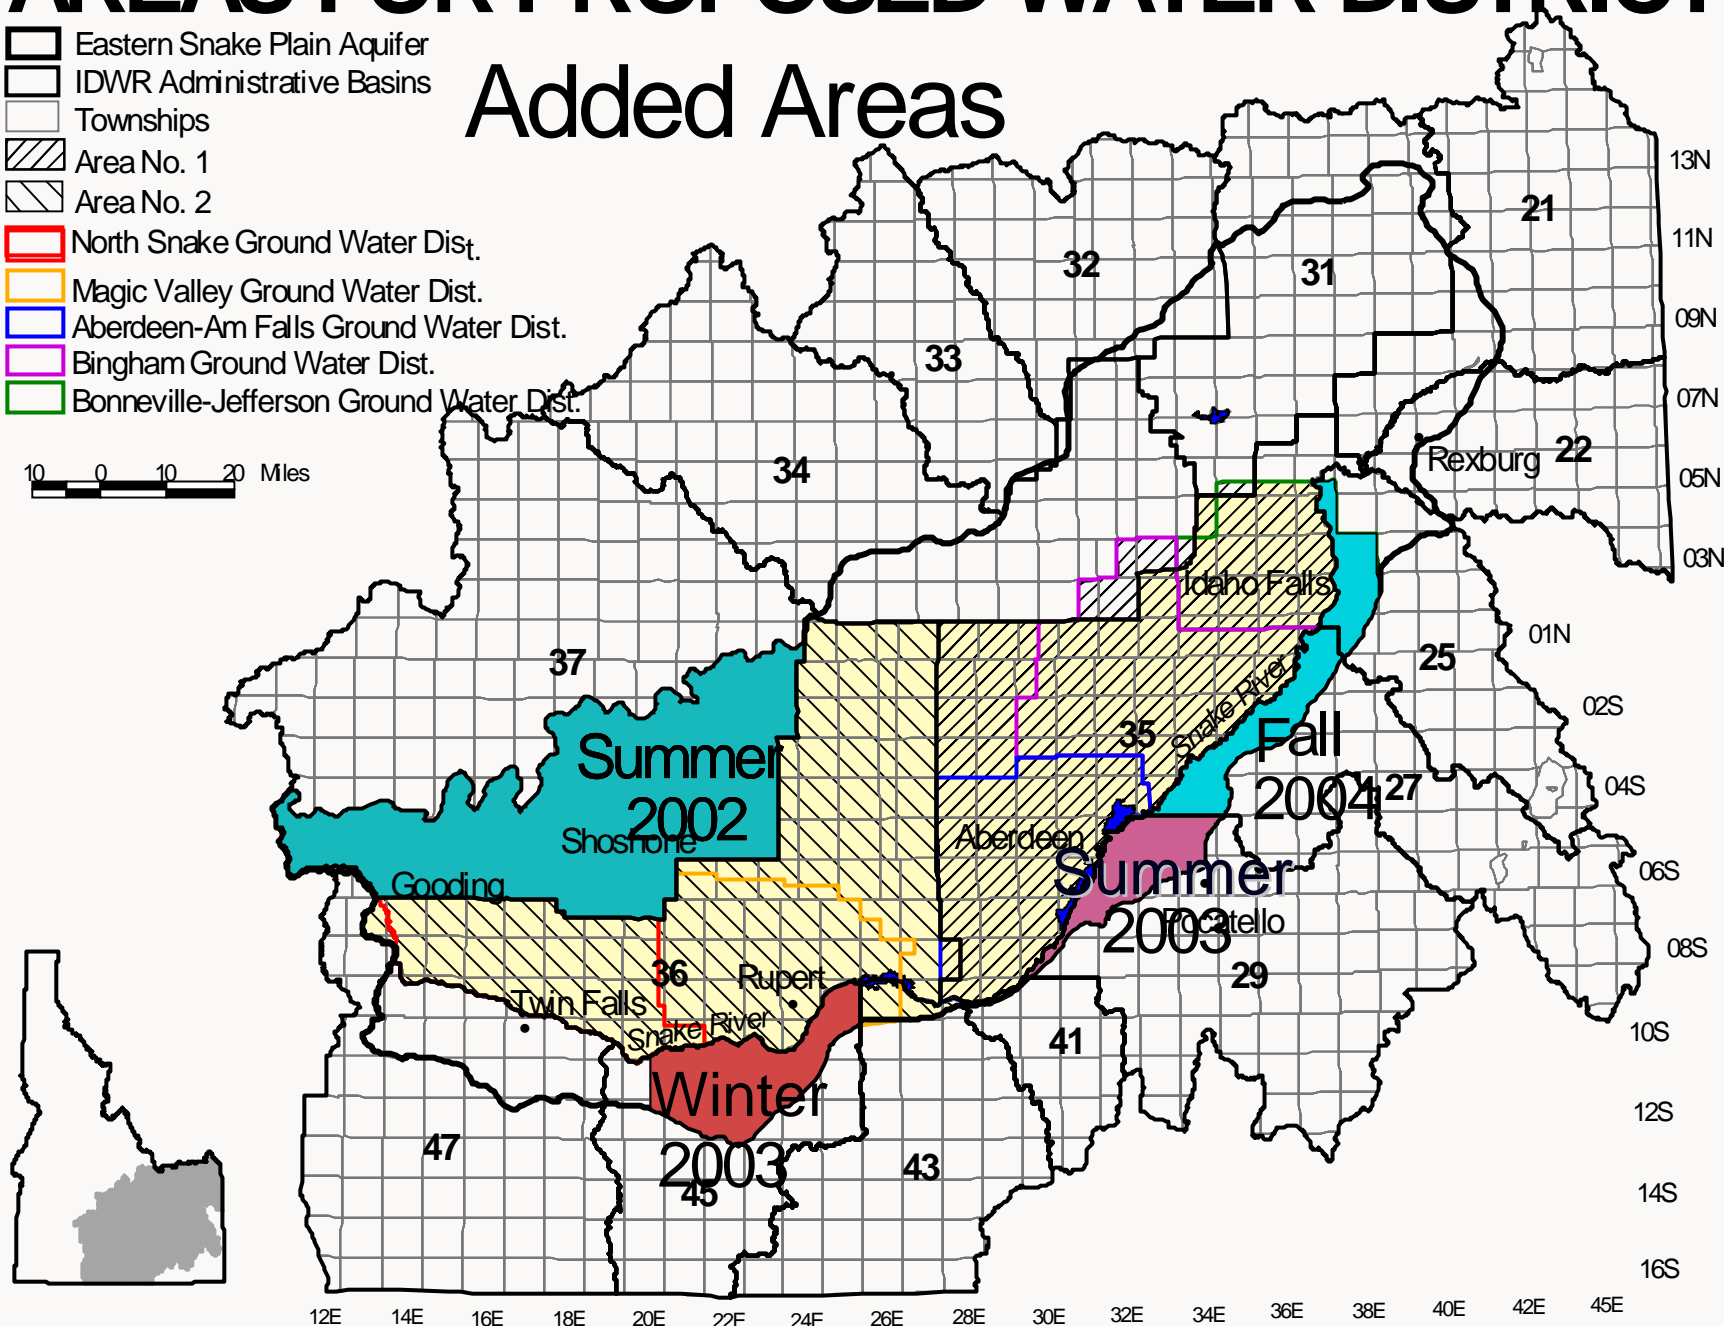 AREAS FOR PROPOSED WATER DISTRICT
Added Areas
Eastern Snake Plain Aquifer
IDWR Administrative Basins
Townships
Area No. 1
Area No. 2
North Snake Ground Water Dist.
Magic Valley Ground Water Dist.
Aberdeen-Am Falls Ground Water Dist.
Bingham Ground Water Dist.
Bonneville-Jefferson Ground Water Dist.
10 0 10 20 Miles
13N
21
11N
32
31
09N
33
07N
22
Rexburg
34
05N
03N
Idaho Falls
01N
25
37
02S
Snake River
35
Fall
2004
Summer
2002
27
04S
Shoshone
Aberdeen
06S
Summer
2003
Gooding
Pocatello
08S
36
Rupert
29
Twin Falls
Snake River
10S
41
Winter
2003
12S
47
43
45
14S
16S
12E 14E 16E 18E 20E 22E 24E 26E 28E 30E 32E 34E 36E 38E 40E 42E 45E